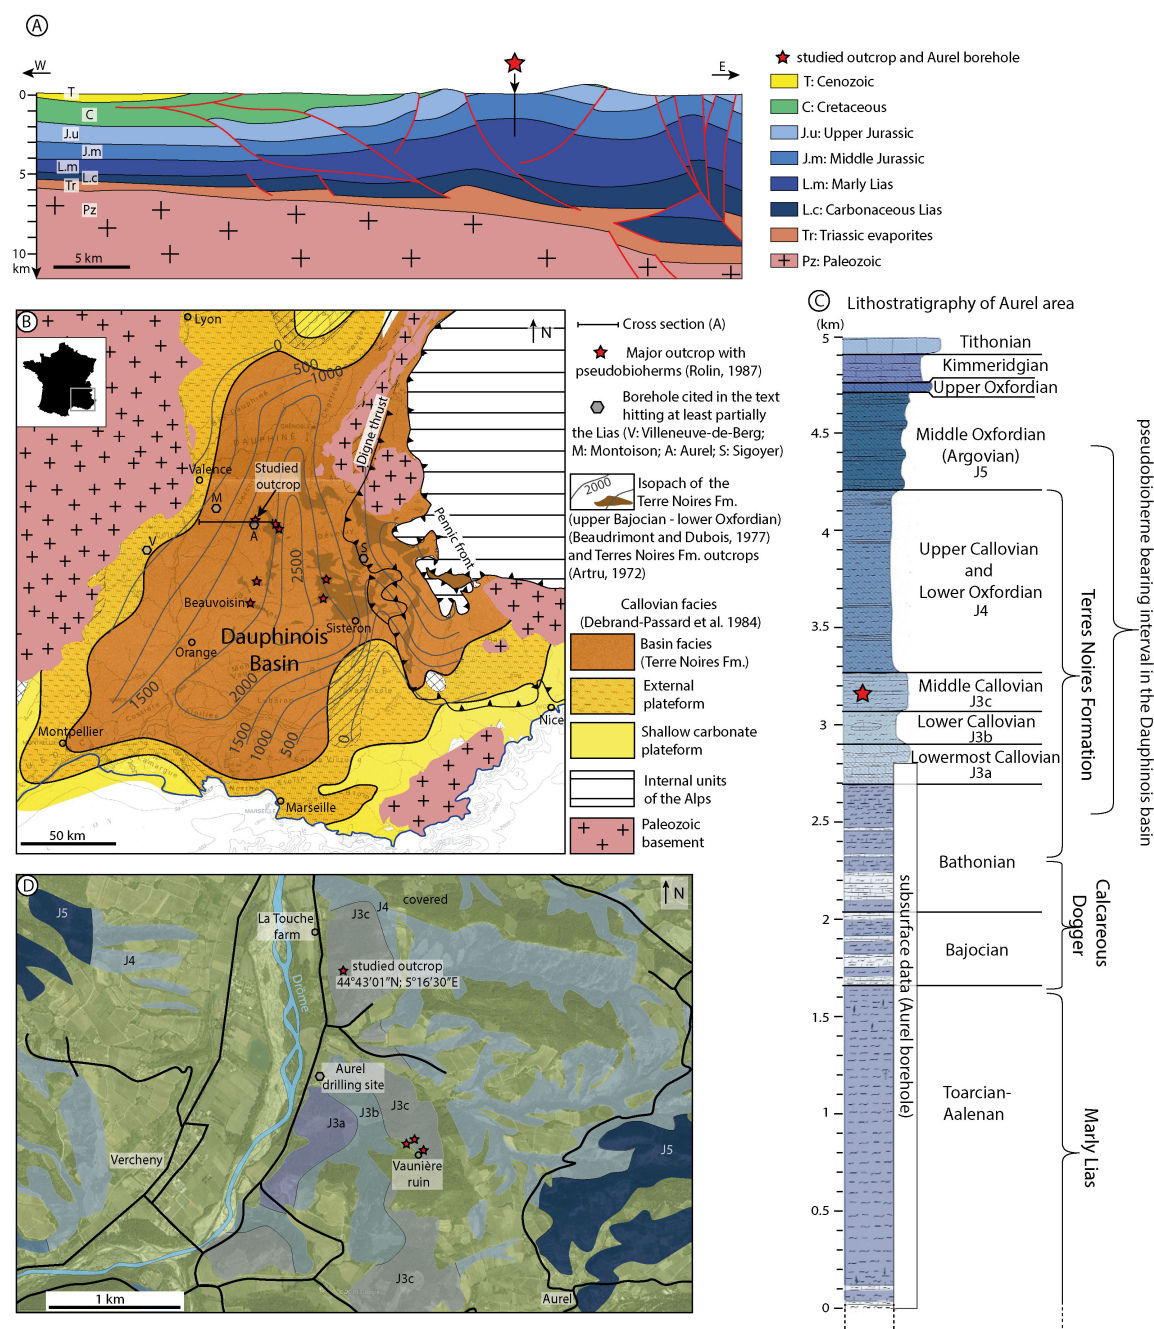 A
W
E
0
5
10
km
T
C
J.u
J.m
L.m
L.c
Tr
Pz
5 km
studied outcrop and Aurel borehole
T: Cenozoic
C: Cretaceous
J.u: Upper Jurassic
J.m: Middle Jurassic
L.m: Marly Lias
L.c: Carbonaceous Lias
Tr: Triassic evaporites
Pz: Paleozoic
B
Lyon
N
0
500
1000
Digne thrust
Valence
Studied
outcrop
M
A
V
S
Pennic front
2500
Beauvoisin
Sisteron
Orange
Dauphinois
Basin
2000
1500
1500
1000
500
0
Montpellier
Nice
Marseille
50 km
Cross section (A)
Major outcrop with
pseudobioherms (Rolin, 1987)
Borehole cited in the text
hitting at least partially
the Lias (V: Villeneuve-de-Berg;
M: Montoison; A: Aurel; S: Sigoyer)
2000
Isopach of the
Terre Noires Fm.
(upper Bajocian - lower Oxfordian)
(Beaudrimont and Dubois, 1977)
and Terres Noires Fm. outcrops
(Artru, 1972)
Callovian facies
(Debrand-Passard et al. 1984)
Basin facies
(Terre Noires Fm.)
External
plateform
Shallow carbonate
plateform
Internal units
of the Alps
Paleozoic
basement
C
Lithostratigraphy of Aurel area
(km)
5
4.5
4
3.5
3
2.5
2
1.5
1
0.5
0
Tithonian
Kimmeridgian
Upper Oxfordian
Middle Oxfordian
(Argovian)
J5
Upper Callovian
and
Lower Oxfordian
J4
Middle Callovian
J3c
Lower Callovian
J3b
Lowermost Callovian
J3a
Bathonian
Bajocian
Toarcian-
Aalenan
subsurface data (Aurel borehole)
Terres Noires Formation
Calcareous
Dogger
Marly Lias
pseudobioherne bearing interval in the Dauphinois basin
D
N
J5
J4
La Touche
farm
J3c
J4
covered
studied outcrop
44°43'01"N; 5°16'30"E
Drôme
Aurel
drilling site
J3a
J3b
J3c
Vaunière
ruin
Vercheny
J5
J3c
Aurel
1 km